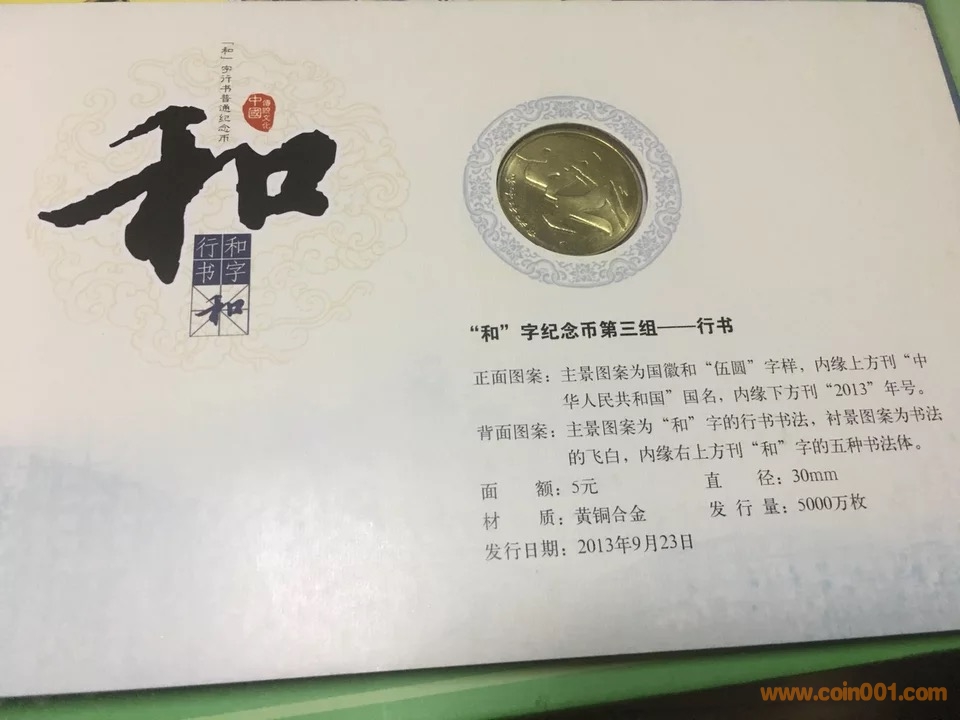 「和」字行书普通纪念币
中國
传统文化
和
行书
和字
和
“和”字纪念币第三组——行书
正面图案：主景图案为国徽和“伍圆”字样，内缘上方刊“中
华人民共和国”国名，内缘下方刊“2013”年号。
背面图案：主景图案为“和”字的行书书法，衬景图案为书法
的飞白，内缘右上方刊“和”字的五种书法体。
面 额：5元 直 径：30mm
材 质：黄铜合金 发 行 量：5000万枚
发行日期：2013年9月23日
www.coin001.com